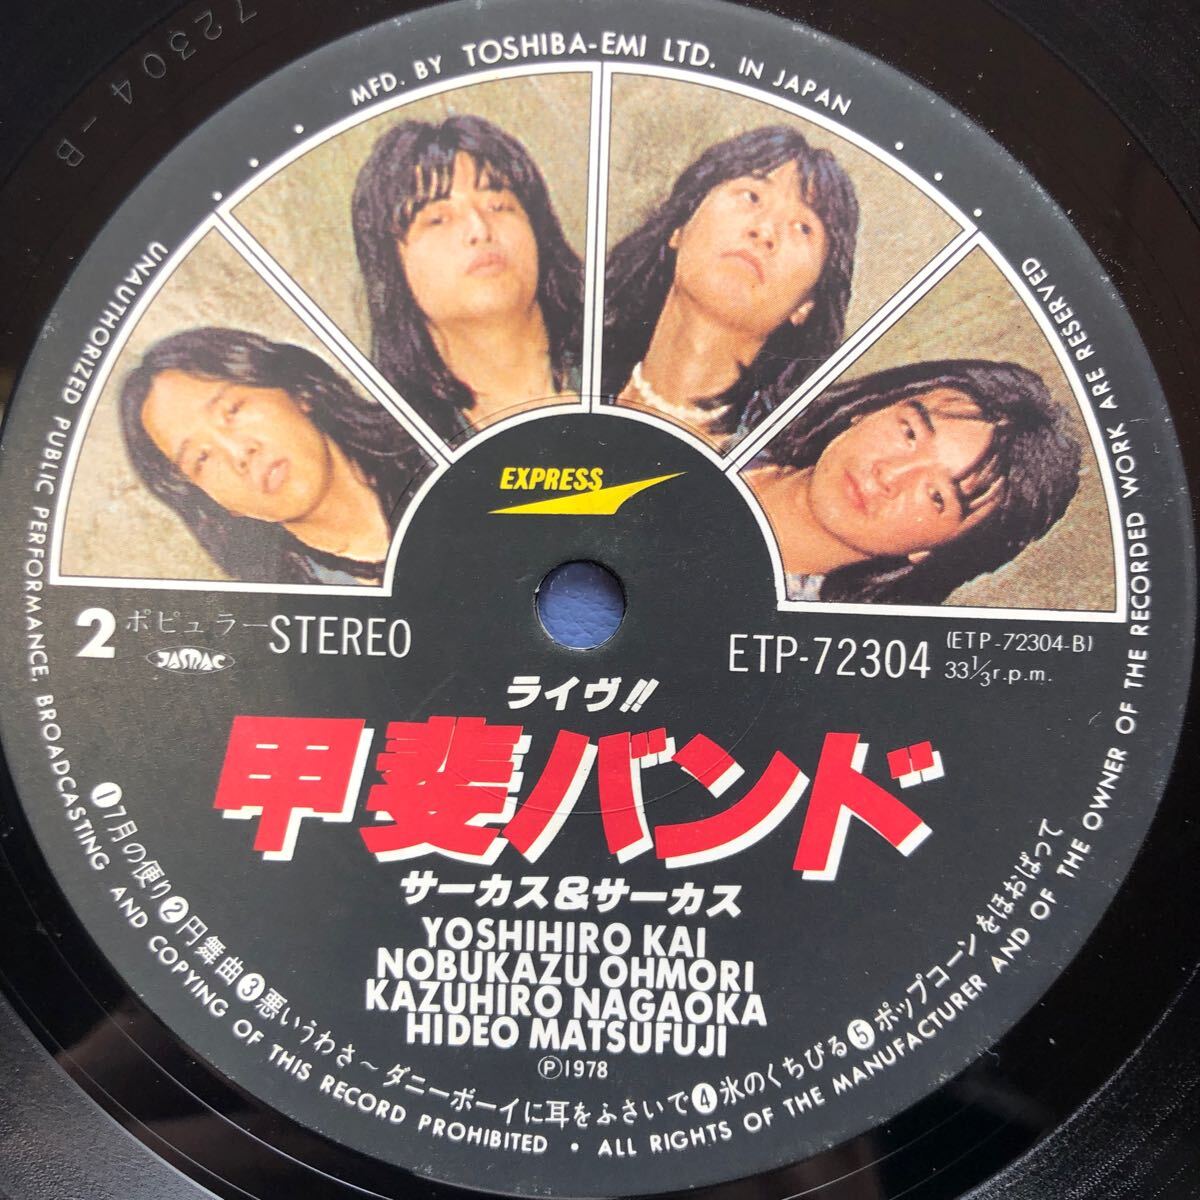 72304-B
MFD. BY TOSHIBA-EMI LTD. IN JAPAN
UNAUTHORIZED PUBLIC PERFORMANCE, BROADCASTING AND COPYING OF THIS RECORD PROHIBITED • ALL RIGHTS OF THE MANUFACTURER AND OF THE OWNER OF THE RECORDED WORK ARE RESERVED
EXPRESS
2 ポピュラー STEREO
JASRAC
ETP-72304 (ETP-72304-B)
33 1/3 r.p.m.
ライヴ!!
甲斐バンド
サーカス&サーカス
YOSHIHIRO KAI
NOBUKAZU OHMORI
KAZUHIRO NAGAOKA
HIDEO MATSUFUJI
Ⓟ1978
❶7月の便り❷円舞曲❸悪いうわさ～ダニーボーイに耳をふさいで❹氷のくちびる❺ポップコーンをほおばって